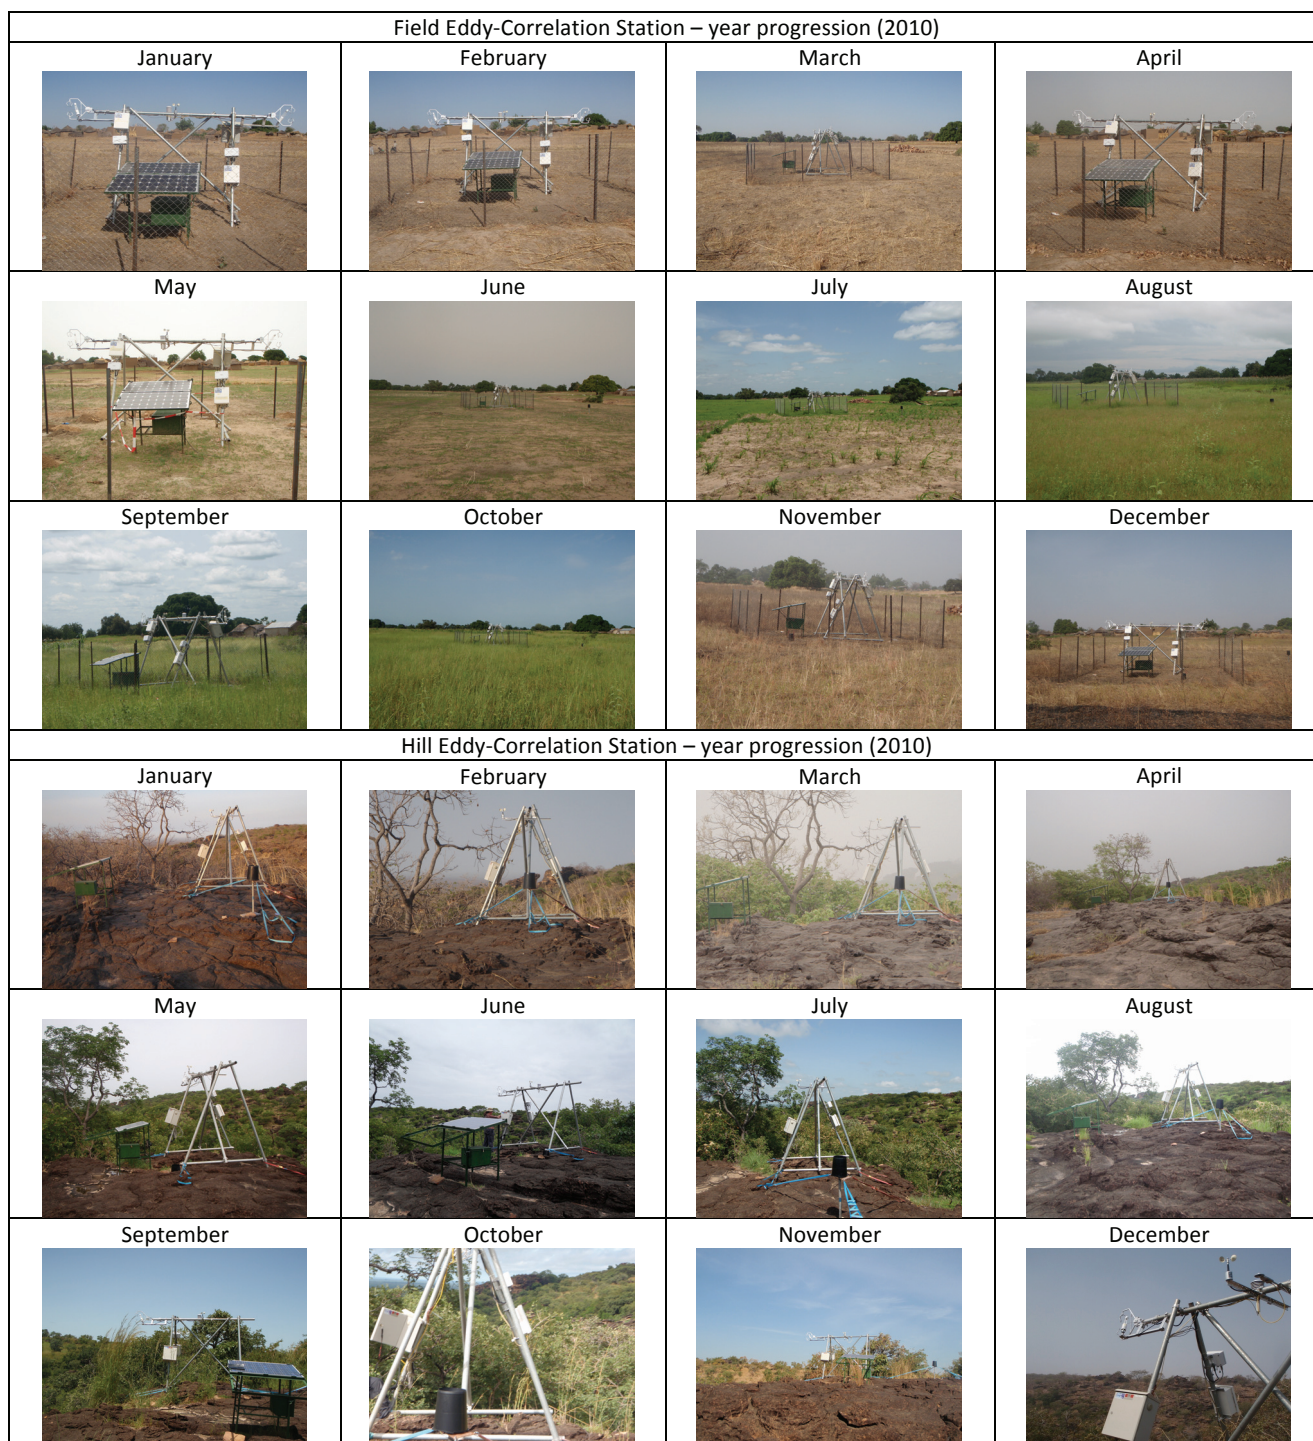 Field Eddy-Correlation Station – year progression (2010)
January February March April
May June July August
September October November December
Hill Eddy-Correlation Station – year progression (2010)
January February March April
May June July August
September October November December